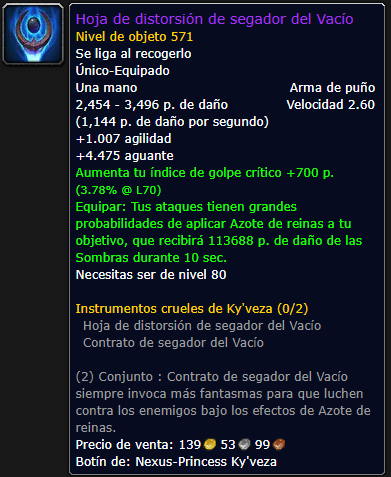 Hoja de distorsión de segador del Vacío
Nivel de objeto 571
Se liga al recogerlo
Único-Equipado
Una mano Arma de puño
2,454 - 3,496 p. de daño Velocidad 2.60
(1,144 p. de daño por segundo)
+1.007 agilidad
+4.475 aguante
Aumenta tu índice de golpe crítico +700 p.
(3.78% @ L70)
Equipar: Tus ataques tienen grandes
probabilidades de aplicar Azote de reinas a tu
objetivo, que recibirá 113688 p. de daño de las
Sombras durante 10 sec.
Necesitas ser de nivel 80
Instrumentos crueles de Ky'veza (0/2)
Hoja de distorsión de segador del Vacío
Contrato de segador del Vacío
(2) Conjunto : Contrato de segador del Vacío
siempre invoca más fantasmas para que luchen
contra los enemigos bajo los efectos de Azote de
reinas.
Precio de venta: 139 53 99
Botín de: Nexus-Princess Ky'veza